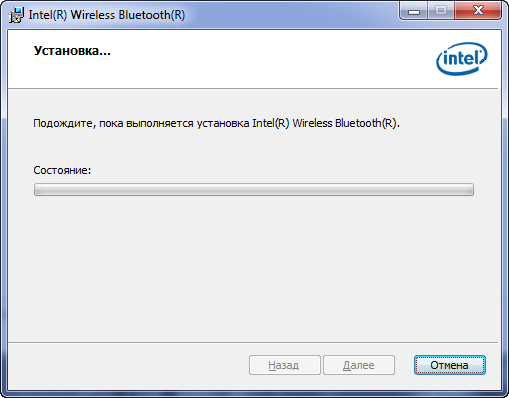 Intel(R) Wireless Bluetooth(R)
Установка...
intel
Подождите, пока выполняется установка Intel(R) Wireless Bluetooth(R).
Состояние:
Назад
Далее
Отмена